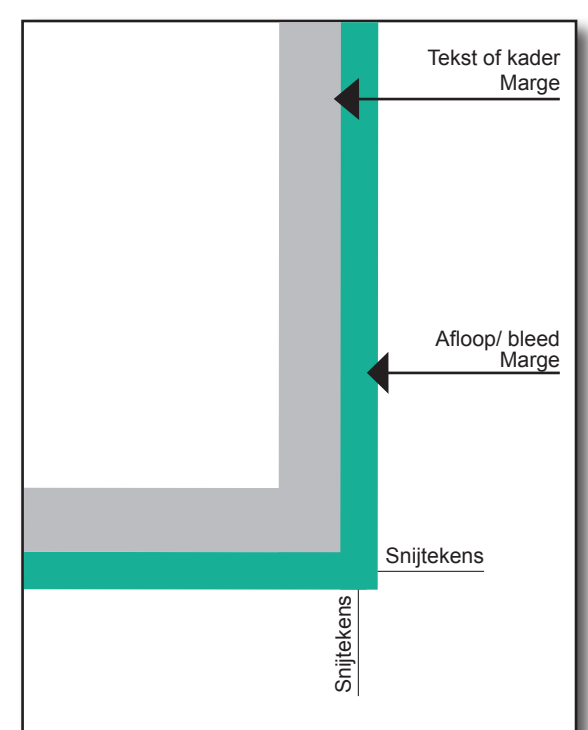 Tekst of kader
Marge
Afloop/ bleed
Marge
Snijtekens
Snijtekens